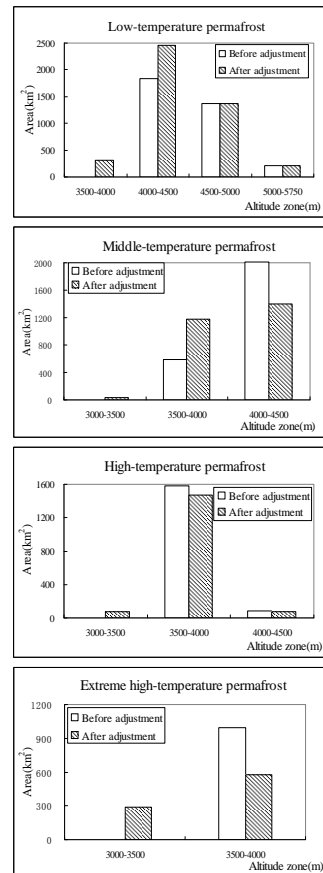 Low-temperature permafrost
2500
2000
1500
1000
500
0
Area(km²)
Before adjustment
After adjustment
3500-4000 4000-4500 4500-5000 5000-5750
Altitude zone(m)
Middle-temperature permafrost
2000
1600
1200
800
400
0
Area(km²)
Before adjustment
After adjustment
3000-3500 3500-4000 4000-4500
Altitude zone(m)
High-temperature permafrost
1600
1200
800
400
0
Area(km²)
Before adjustment
After adjustment
3000-3500 3500-4000 4000-4500
Altitude zone(m)
Extreme high-temperature permafrost
1200
900
600
300
0
Area(km²)
Before adjustment
After adjustment
3000-3500 3500-4000
Altitude zone(m)